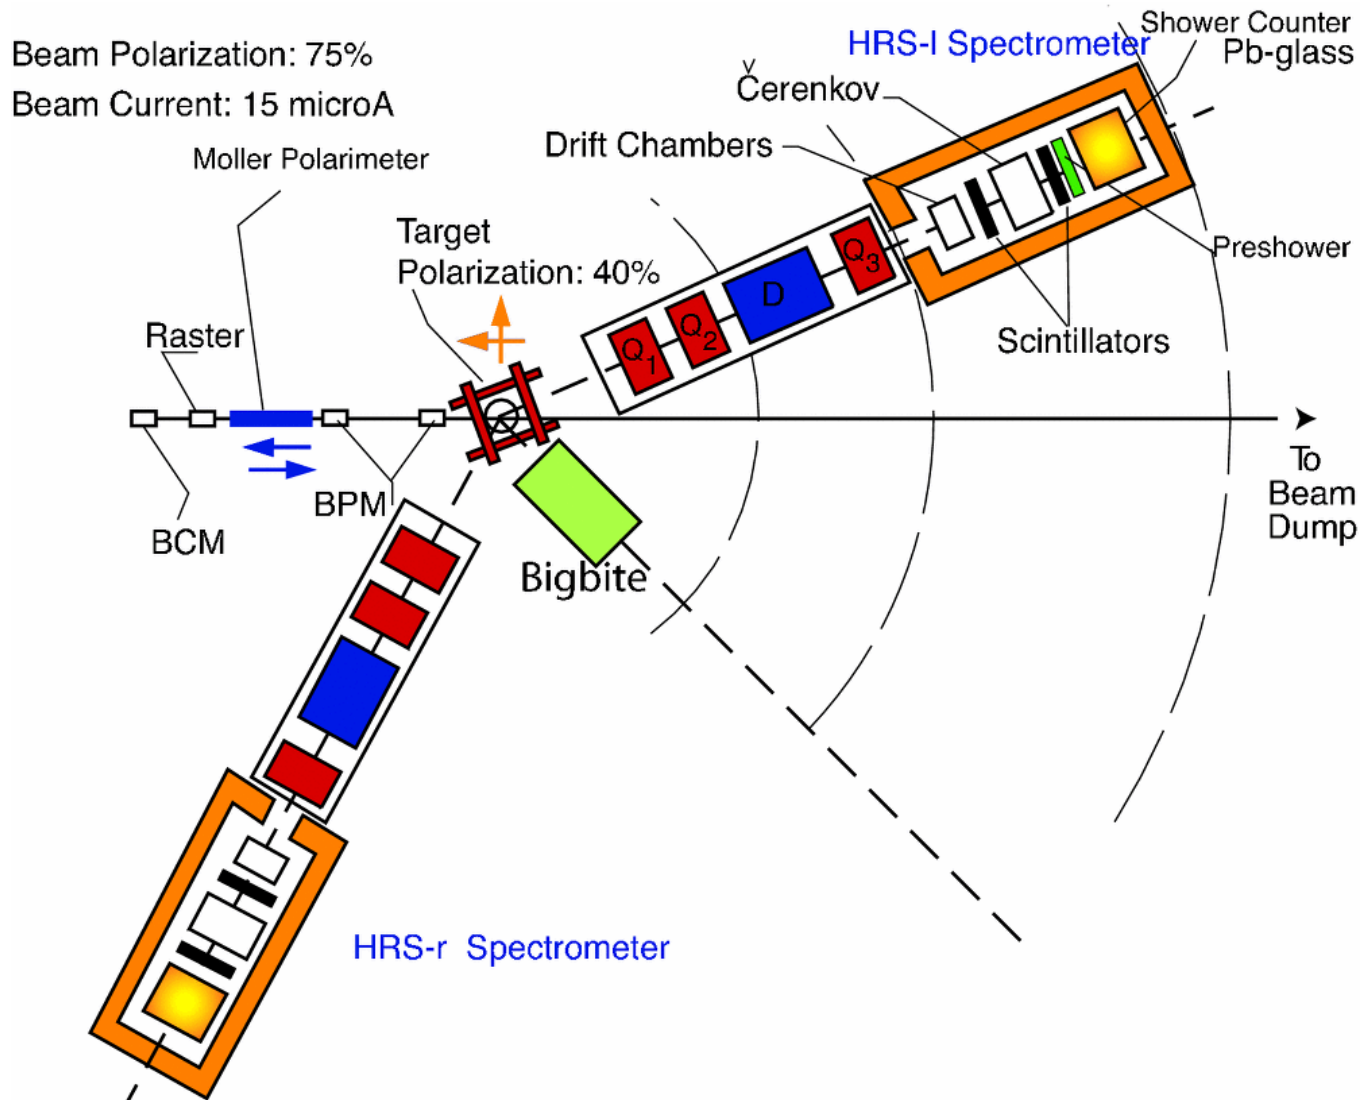 Beam Polarization: 75%
Beam Current: 15 microA
Moller Polarimeter
Raster
Target
Polarization: 40%
Drift Chambers
Čerenkov
HRS-l Spectrometer
Shower Counter
Pb-glass
Preshower
Scintillators
Q1
Q2
D
Q3
BCM
BPM
Bigbite
To
Beam
Dump
HRS-r Spectrometer